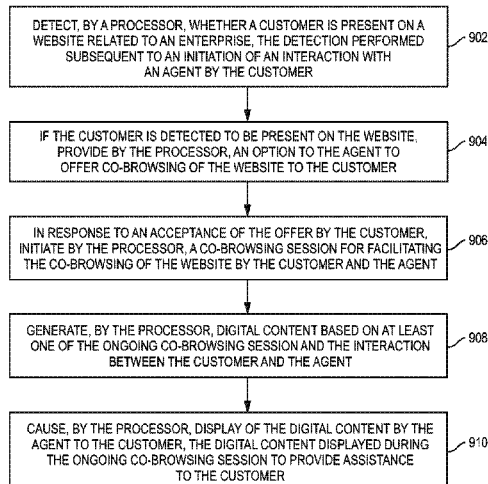 DETECT, BY A PROCESSOR, WHETHER A CUSTOMER IS PRESENT ON A
WEBSITE RELATED TO AN ENTERPRISE, THE DETECTION PERFORMED
SUBSEQUENT TO AN INITIATION OF AN INTERACTION WITH
AN AGENT BY THE CUSTOMER
902
IF THE CUSTOMER IS DETECTED TO BE PRESENT ON THE WEBSITE,
PROVIDE BY THE PROCESSOR, AN OPTION TO THE AGENT TO
OFFER CO-BROWSING OF THE WEBSITE TO THE CUSTOMER
904
IN RESPONSE TO AN ACCEPTANCE OF THE OFFER BY THE CUSTOMER,
INITIATE BY THE PROCESSOR, A CO-BROWSING SESSION FOR FACILITATING
THE CO-BROWSING OF THE WEBSITE BY THE CUSTOMER AND THE AGENT
906
GENERATE, BY THE PROCESSOR, DIGITAL CONTENT BASED ON AT LEAST
ONE OF THE ONGOING CO-BROWSING SESSION AND THE INTERACTION
BETWEEN THE CUSTOMER AND THE AGENT
908
CAUSE, BY THE PROCESSOR, DISPLAY OF THE DIGITAL CONTENT BY THE
AGENT TO THE CUSTOMER, THE DIGITAL CONTENT DISPLAYED DURING
THE ONGOING CO-BROWSING SESSION TO PROVIDE ASSISTANCE
TO THE CUSTOMER
910